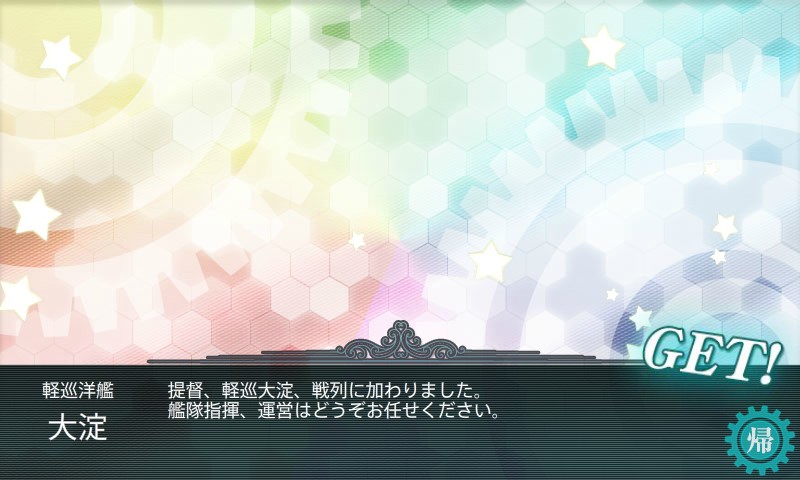 GET!
軽巡洋艦
大淀
提督、軽巡大淀、戦列に加わりました。
艦隊指揮、運営はどうぞお任せください。
帰